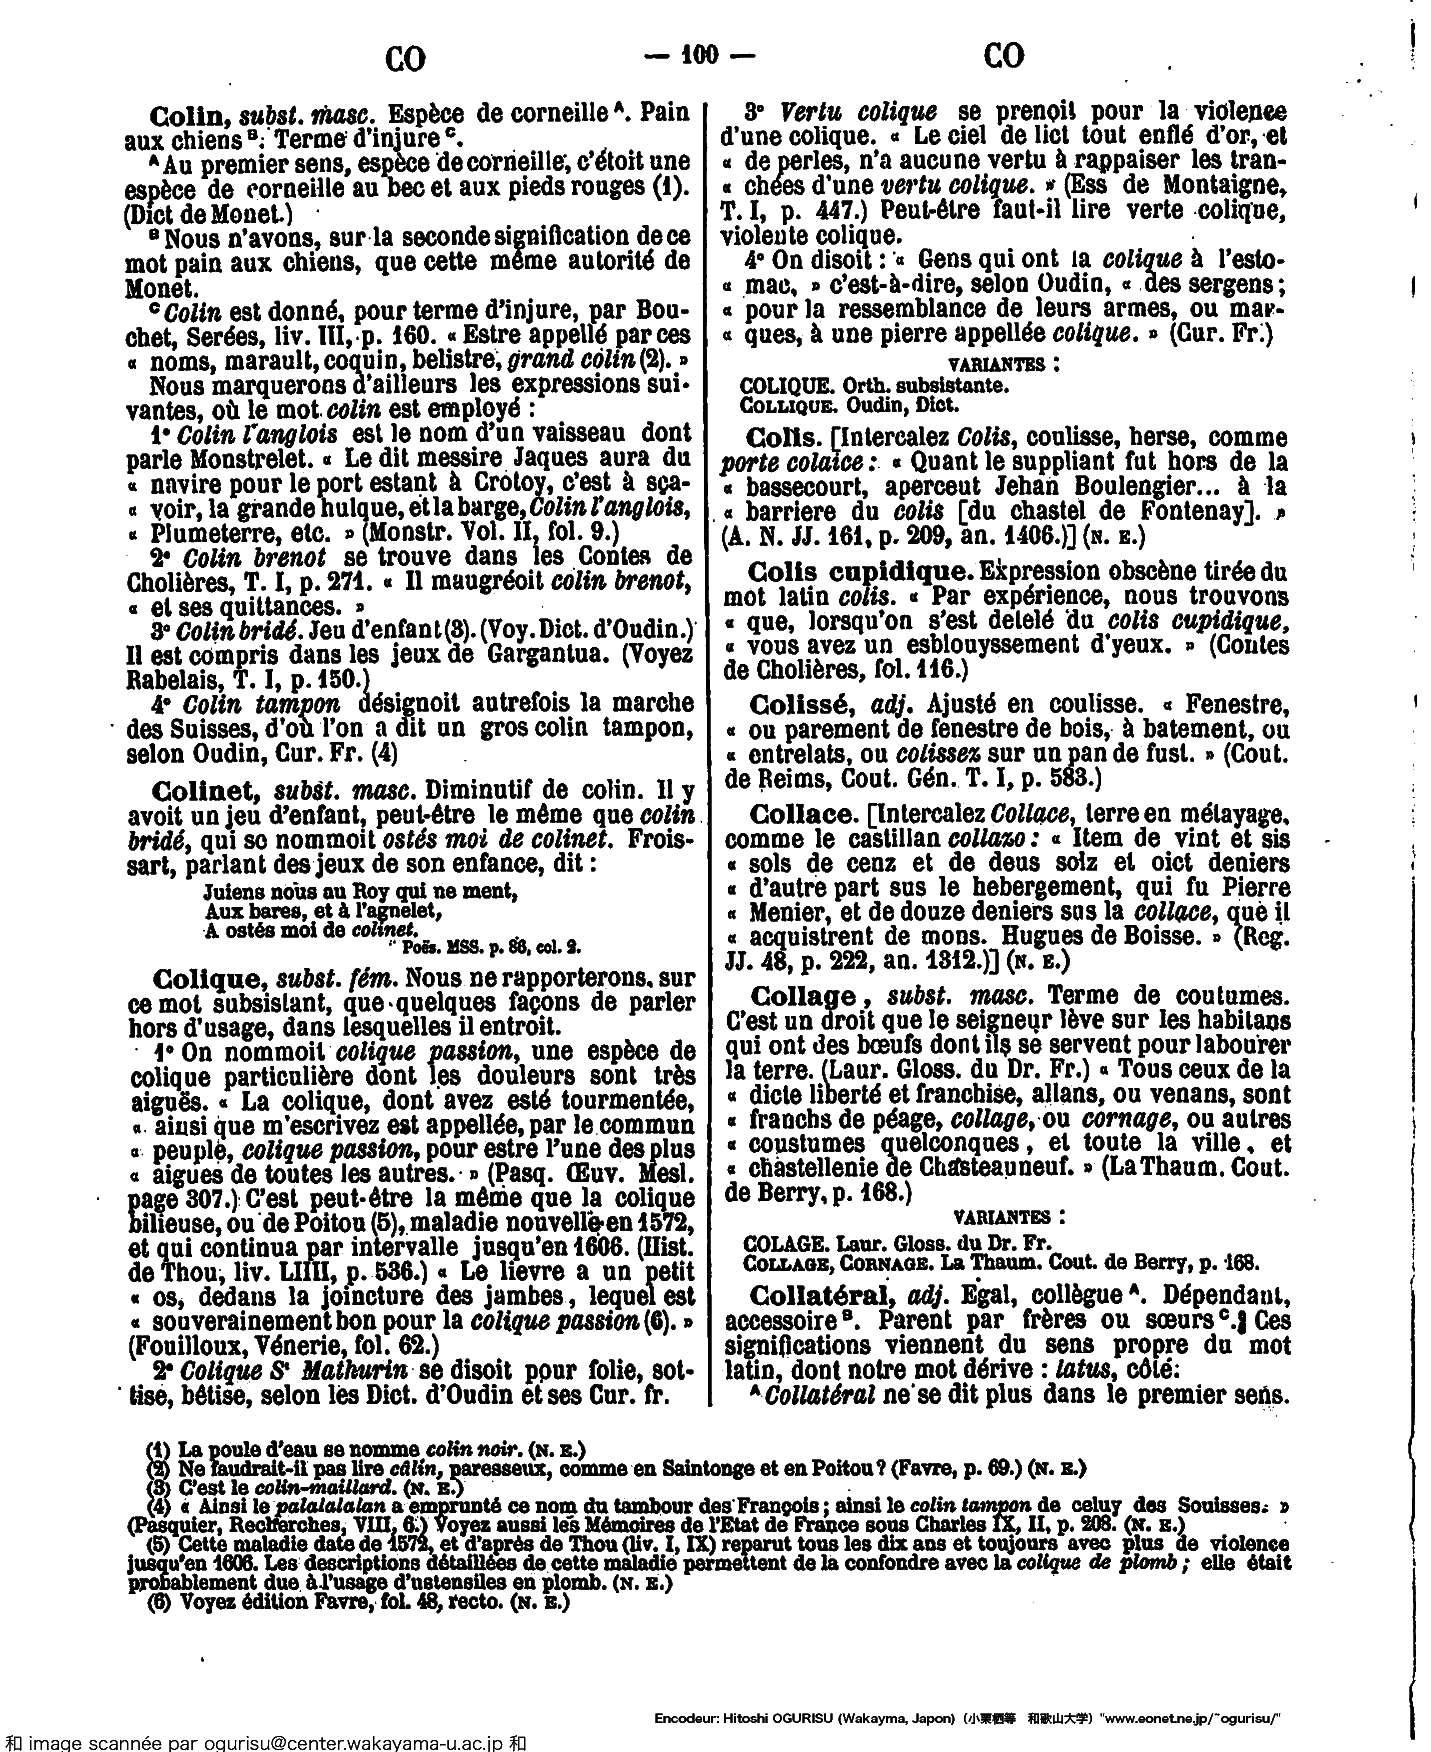 CO — 100 — CO
Colin, subst. masc. Espèce de corneille A. Pain
aux chiens B. Terme d'injure C.
A Au premier sens, espèce de corneille, c'étoit une
espèce de corneille au bec et aux pieds rouges (1).
(Dict de Monet.)
B Nous n'avons, sur la seconde signification de ce
mot pain aux chiens, que cette même autorité de
Monet.
C Colin est donné, pour terme d'injure, par Bou-
chet, Serées, liv. III, p. 160. « Estre appellé par ces
« noms, marault, coquin, belistre, grand colin (2). »
Nous marquerons d'ailleurs les expressions sui-
vantes, où le mot colin est employé :
1° Colin l'anglois est le nom d'un vaisseau dont
parle Monstrelet. « Le dit messire Jaques aura du
« navire pour le port estant à Crotoy, c'est à sça-
« voir, la grande hulque, et la barge, Colin l'anglois,
« Plumeterre, etc. » (Monstr. Vol. II, fol. 9.)
2° Colin brenot se trouve dans les Contes de
Cholières, T. I, p. 271. « Il maugréoit colin brenot,
« et ses quittances. »
3° Colin bridé. Jeu d'enfant (3). (Voy. Dict. d'Oudin.)
Il est compris dans les jeux de Gargantua. (Voyez
Rabelais, T. I, p. 150.)
4° Colin tampon désignoit autrefois la marche
des Suisses, d'où l'on a dit un gros colin tampon,
selon Oudin, Cur. Fr. (4)
Colinet, subst. masc. Diminutif de colin. Il y
avoit un jeu d'enfant, peut-être le même que colin
bridé, qui se nommoit ostés moi de colinet. Frois-
sart, parlant des jeux de son enfance, dit :
Juiens nous au Roy qui ne ment,
Aux bares, et à l'agnelet,
A ostés moi de colinet.
Poës. MSS. p. 86, col. 2.
Colique, subst. fém. Nous ne rapporterons, sur
ce mot subsistant, que quelques façons de parler
hors d'usage, dans lesquelles il entroit.
1° On nommoit colique passion, une espèce de
colique particulière dont les douleurs sont très
aiguës. « La colique, dont avez esté tourmentée,
« ainsi que m'escrivez est appellée, par le commun
« peuple, colique passion, pour estre l'une des plus
« aigues de toutes les autres. » (Pasq. Œuv. Mesl.
page 307.) C'est peut-être la même que la colique
bilieuse, ou de Poitou (5), maladie nouvelle en 1572,
et qui continua par intervalle jusqu'en 1606. (Hist.
de Thou, liv. LIIII, p. 536.) « Le lievre a un petit
« os, dedans la joincture des jambes, lequel est
« souverainement bon pour la colique passion (6). »
(Fouilloux, Vénerie, fol. 62.)
2° Colique St Mathurin se disoit pour folie, sot-
tise, bêtise, selon les Dict. d'Oudin et ses Cur. fr.
3° Vertu colique se prenoit pour la violence
d'une colique. « Le ciel de lict tout enflé d'or, et
« de perles, n'a aucune vertu à rappaiser les tran-
« chées d'une vertu colique. » (Ess de Montaigne,
T. I, p. 447.) Peut-être faut-il lire verte colique,
violente colique.
4° On disoit : « Gens qui ont la colique à l'esto-
« mac, » c'est-à-dire, selon Oudin, « des sergens ;
« pour la ressemblance de leurs armes, ou mar-
« ques, à une pierre appellée colique. » (Cur. Fr.)
VARIANTES :
COLIQUE. Orth. subsistante.
COLLIQUE. Oudin, Dict.
Colis. [Intercalez Colis, coulisse, herse, comme
porte colaice : « Quant le suppliant fut hors de la
« bassecourt, aperceut Jehan Boulengier... à la
« barriere du colis [du chastel de Fontenay]. »
(A. N. JJ. 161, p. 209, an. 1406.)] (N. E.)
Colis cupidique. Expression obscène tirée du
mot latin colis. « Par expérience, nous trouvons
« que, lorsqu'on s'est detelé du colis cupidique,
« vous avez un esblouyssement d'yeux. » (Contes
de Cholières, fol. 116.)
Colissé, adj. Ajusté en coulisse. « Fenestre,
« ou parement de fenestre de bois, à batement, ou
« entrelats, ou colissez sur un pan de fust. » (Cout.
de Reims, Cout. Gén. T. I, p. 583.)
Collace. [Intercalez Collace, terre en métayage,
comme le castillan collazo : « Item de vint et sis
« sols de cenz et de deus solz et oict deniers
« d'autre part sus le hebergement, qui fu Pierre
« Menier, et de douze deniers sus la collace, que il
« acquistrent de mons. Hugues de Boisse. » (Reg.
JJ. 48, p. 222, an. 1312.)] (N. E.)
Collage, subst. masc. Terme de coutumes.
C'est un droit que le seigneur lève sur les habitans
qui ont des bœufs dont ils se servent pour labourer
la terre. (Laur. Gloss. du Dr. Fr.) « Tous ceux de la
« dicte liberté et franchise, allans, ou venans, sont
« franchs de péage, collage, ou cornage, ou autres
« coustumes quelconques, et toute la ville, et
« chastellenie de Chasteauneuf. » (La Thaum. Cout.
de Berry, p. 168.)
VARIANTES :
COLAGE. Laur. Gloss. du Dr. Fr.
COLLAGE, CORNAGE. La Thaum. Cout. de Berry, p. 168.
Collatéral, adj. Egal, collègue A. Dépendant,
accessoire B. Parent par frères ou sœurs C. Ces
significations viennent du sens propre du mot
latin, dont notre mot dérive : latus, côté.
A Collatéral ne se dit plus dans le premier sens.
(1) La poule d'eau se nomme colin noir. (N. E.)
(2) Ne faudrait-il pas lire câlin, paresseux, comme en Saintonge et en Poitou ? (Favre, p. 69.) (N. E.)
(3) C'est le colin-maillard. (N. E.)
(4) « Ainsi le palalalalan a emprunté ce nom du tambour des François ; ainsi le colin tampon de celuy des Souisses. »
(Pasquier, Recherches, VIII, 6.) Voyez aussi les Mémoires de l'Etat de France sous Charles IX, II, p. 208. (N. E.)
(5) Cette maladie date de 1572, et d'après de Thou (liv. I, IX) reparut tous les dix ans et toujours avec plus de violence
jusqu'en 1606. Les descriptions détaillées de cette maladie permettent de la confondre avec la colique de plomb ; elle était
probablement due à l'usage d'ustensiles en plomb. (N. E.)
(6) Voyez édition Favre, fol. 48, recto. (N. E.)
Encodeur: Hitoshi OGURISU (Wakayma, Japon) (小栗栖等 和歌山大学) "www.eonet.ne.jp/~ogurisu/"
和 image scannée par ogurisu@center.wakayama-u.ac.jp 和